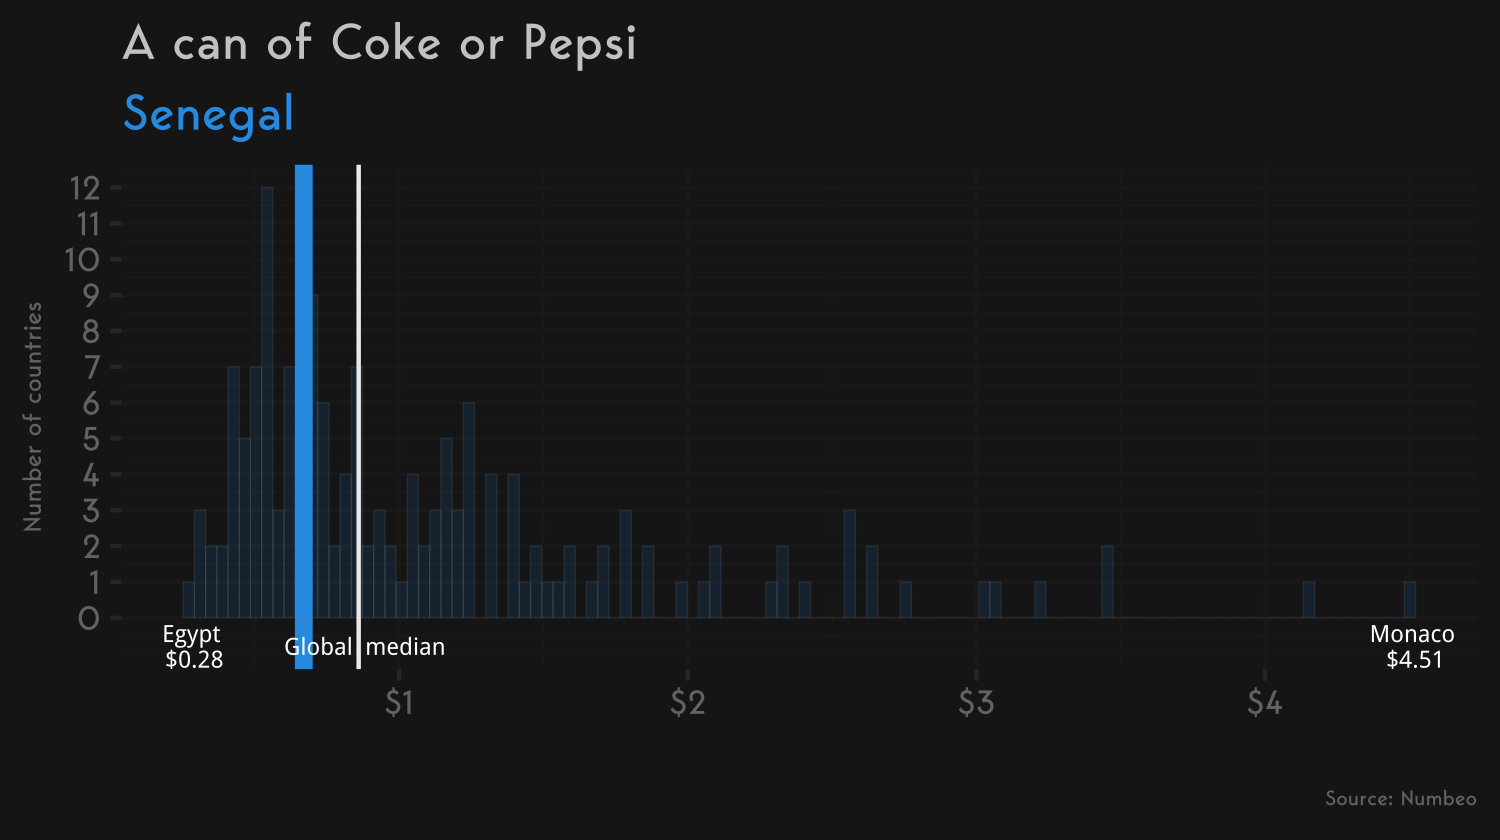 A can of Coke or Pepsi
Senegal
Number of countries
12
11
10
9
8
7
6
5
4
3
2
1
0
Egypt
$0.28
Global median
Monaco
$4.51
$1 $2 $3 $4
Source: Numbeo